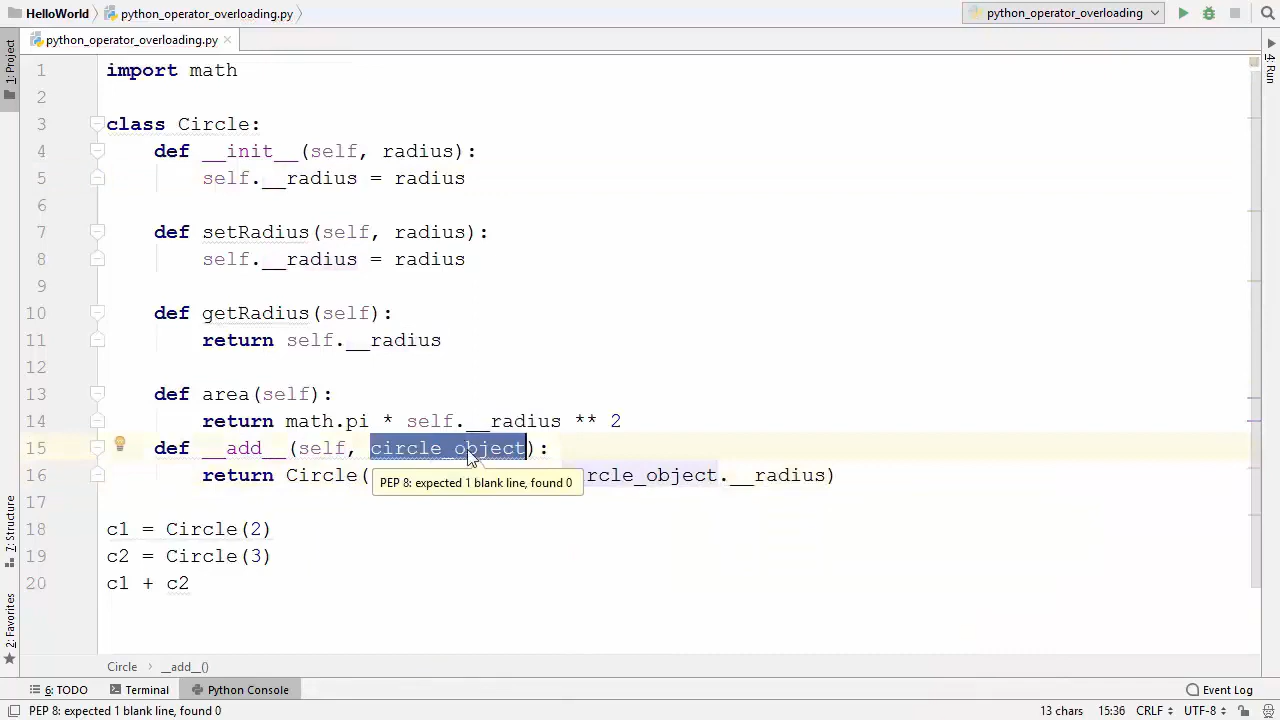 HelloWorld python_operator_overloading.py python_operator_overloading
python_operator_overloading.py
1: Project
4: Run
1 import math
2
3 class Circle:
4 def __init__(self, radius):
5 self.__radius = radius
6
7 def setRadius(self, radius):
8 self.__radius = radius
9
10 def getRadius(self):
11 return self.__radius
12
13 def area(self):
14 return math.pi * self.__radius ** 2
15 def __add__(self, circle_object):
16 return Circle( rcle_object.__radius)
PEP 8: expected 1 blank line, found 0
17
18 c1 = Circle(2)
19 c2 = Circle(3)
20 c1 + c2
7: Structure
2: Favorites
Circle __add__()
6: TODO Terminal Python Console Event Log
PEP 8: expected 1 blank line, found 0 13 chars 15:36 CRLF UTF-8